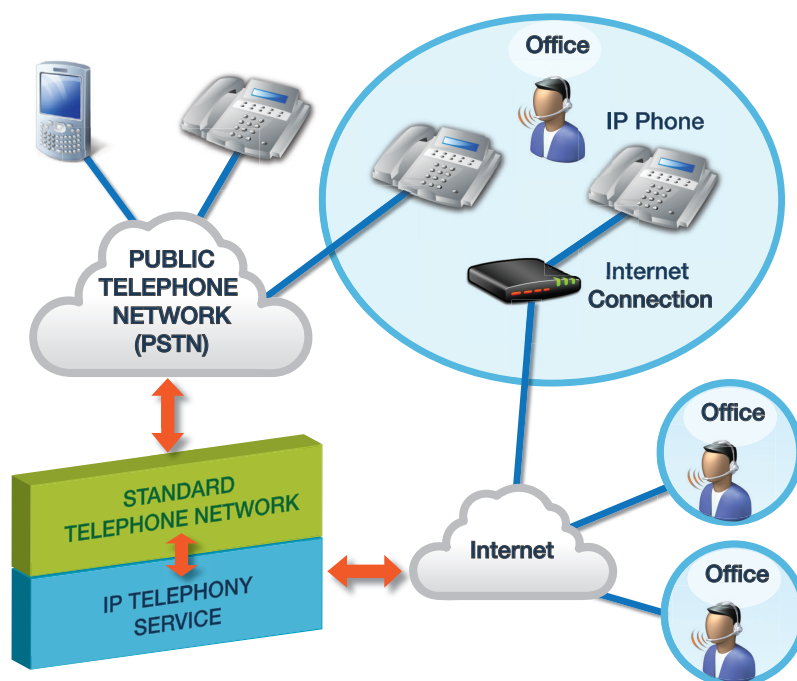 Office
IP Phone
PUBLIC
TELEPHONE
NETWORK
(PSTN)
Internet
Connection
Office
STANDARD
TELEPHONE NETWORK
Internet
IP TELEPHONY
SERVICE
Office